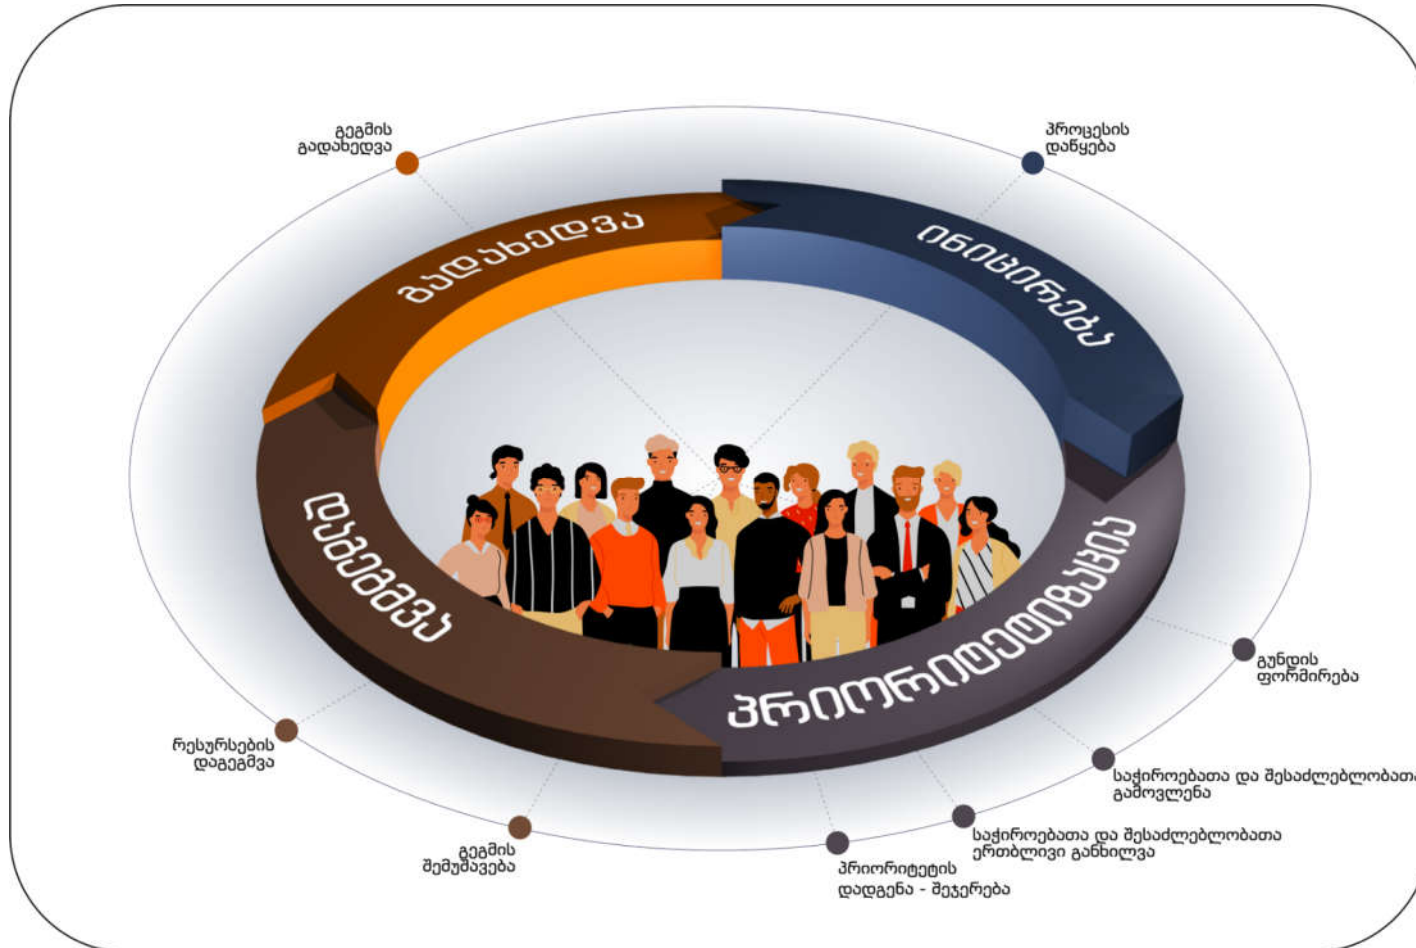 გეგმის
გადახედვა
პროცესის
დაწყება
გადახედვა
ინიცირება
დაგეგმვა
პრიორიტეტიზაცია
გუნდის
ფორმირება
რესურსების
დაგეგმვა
საჭიროებათა და შესაძლებლობათა
გამოვლენა
გეგმის
შემუშავება
საჭიროებათა და შესაძლებლობათა
ერთბლივი განხილვა
პრიორიტეტის
დადგენა - შეჯერება